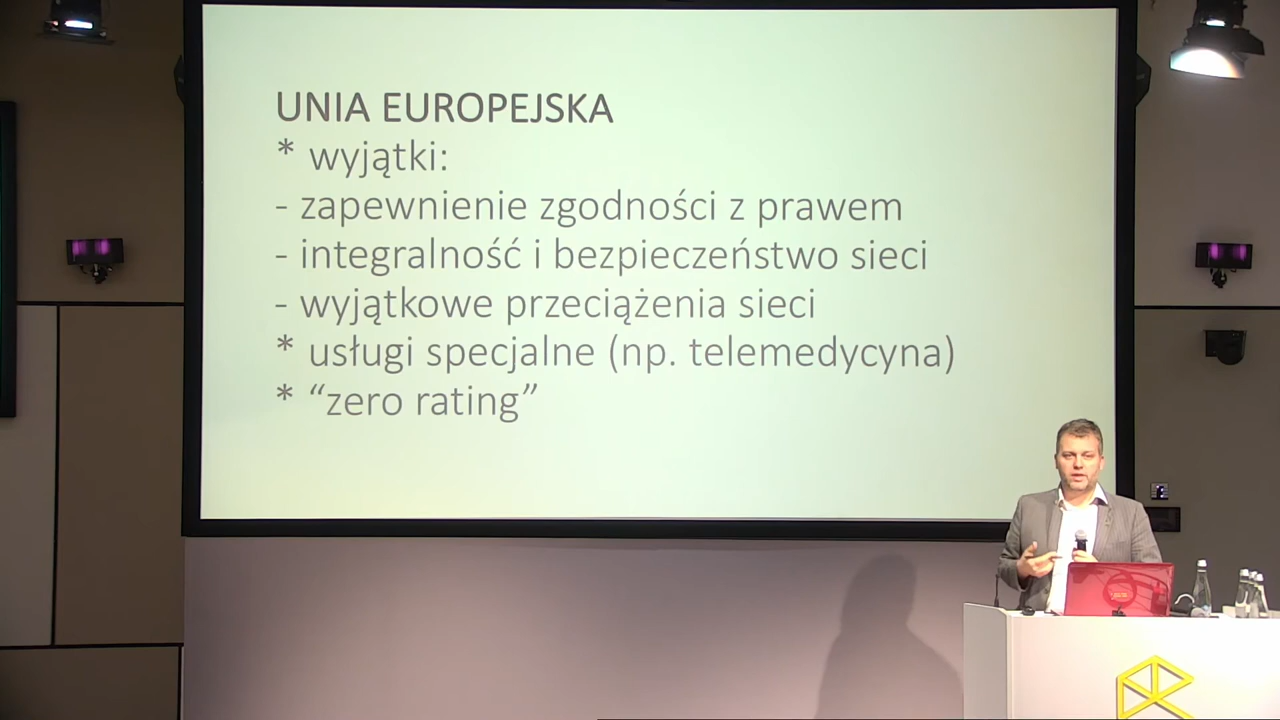 UNIA EUROPEJSKA
* wyjątki:
- zapewnienie zgodności z prawem
- integralność i bezpieczeństwo sieci
- wyjątkowe przeciążenia sieci
* usługi specjalne (np. telemedycyna)
* “zero rating”